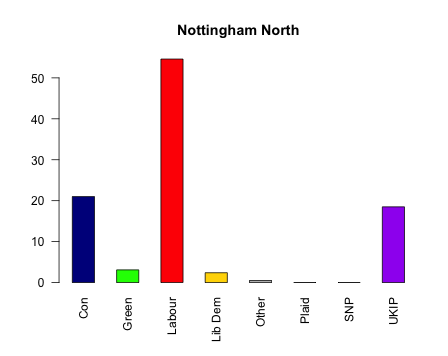 Nottingham North
50
40
30
20
10
0
Con
Green
Labour
Lib Dem
Other
Plaid
SNP
UKIP